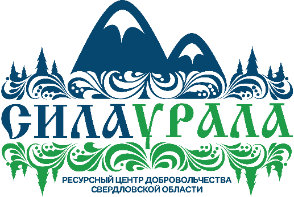 СИЛАУРАЛА
РЕСУРСНЫЙ ЦЕНТР ДОБРОВОЛЬЧЕСТВА
СВЕРДЛОВСКОЙ ОБЛАСТИ